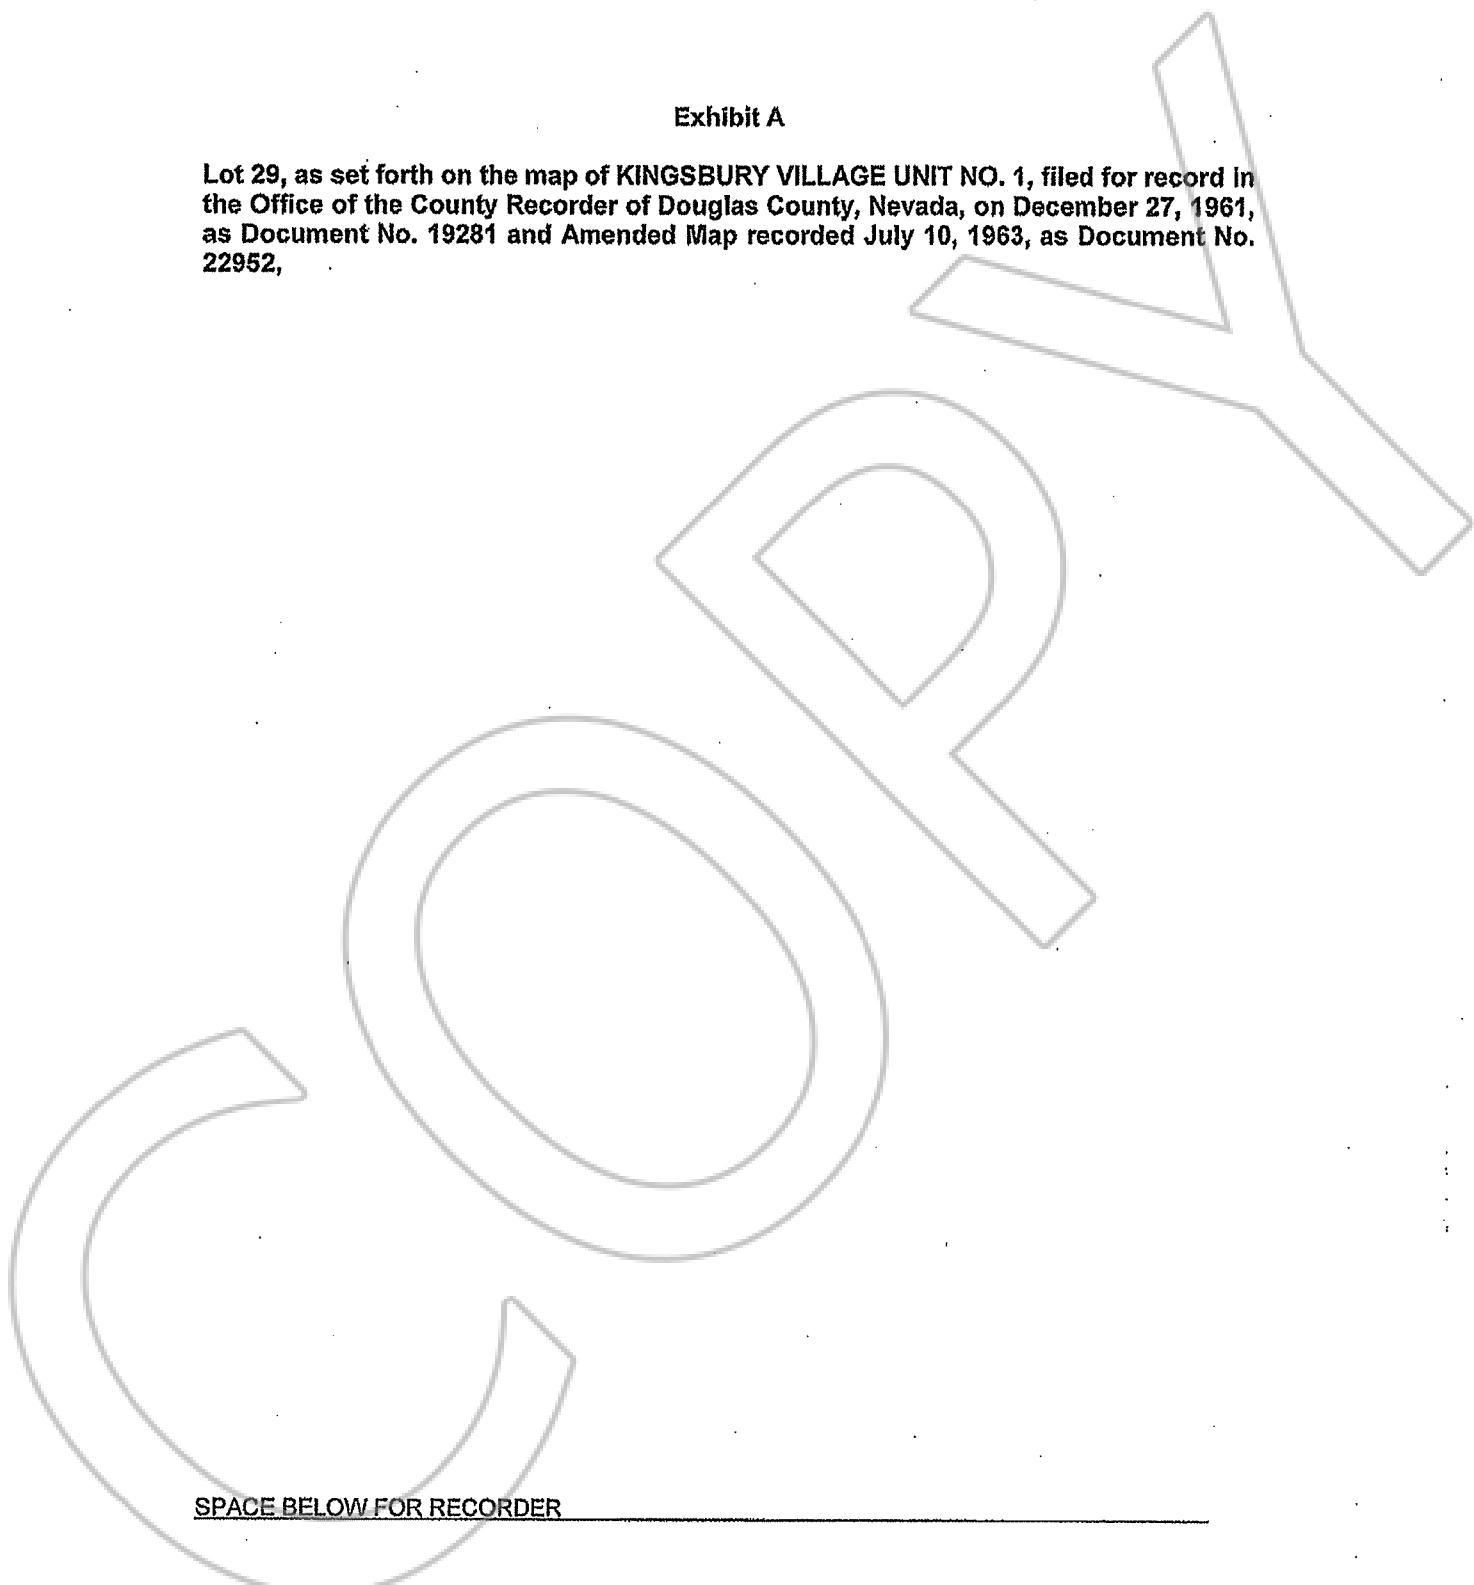 Exhibit A
Lot 29, as set forth on the map of KINGSBURY VILLAGE UNIT NO. 1, filed for record in
the Office of the County Recorder of Douglas County, Nevada, on December 27, 1961,
as Document No. 19281 and Amended Map recorded July 10, 1963, as Document No.
22952,
COPY
SPACE BELOW FOR RECORDER